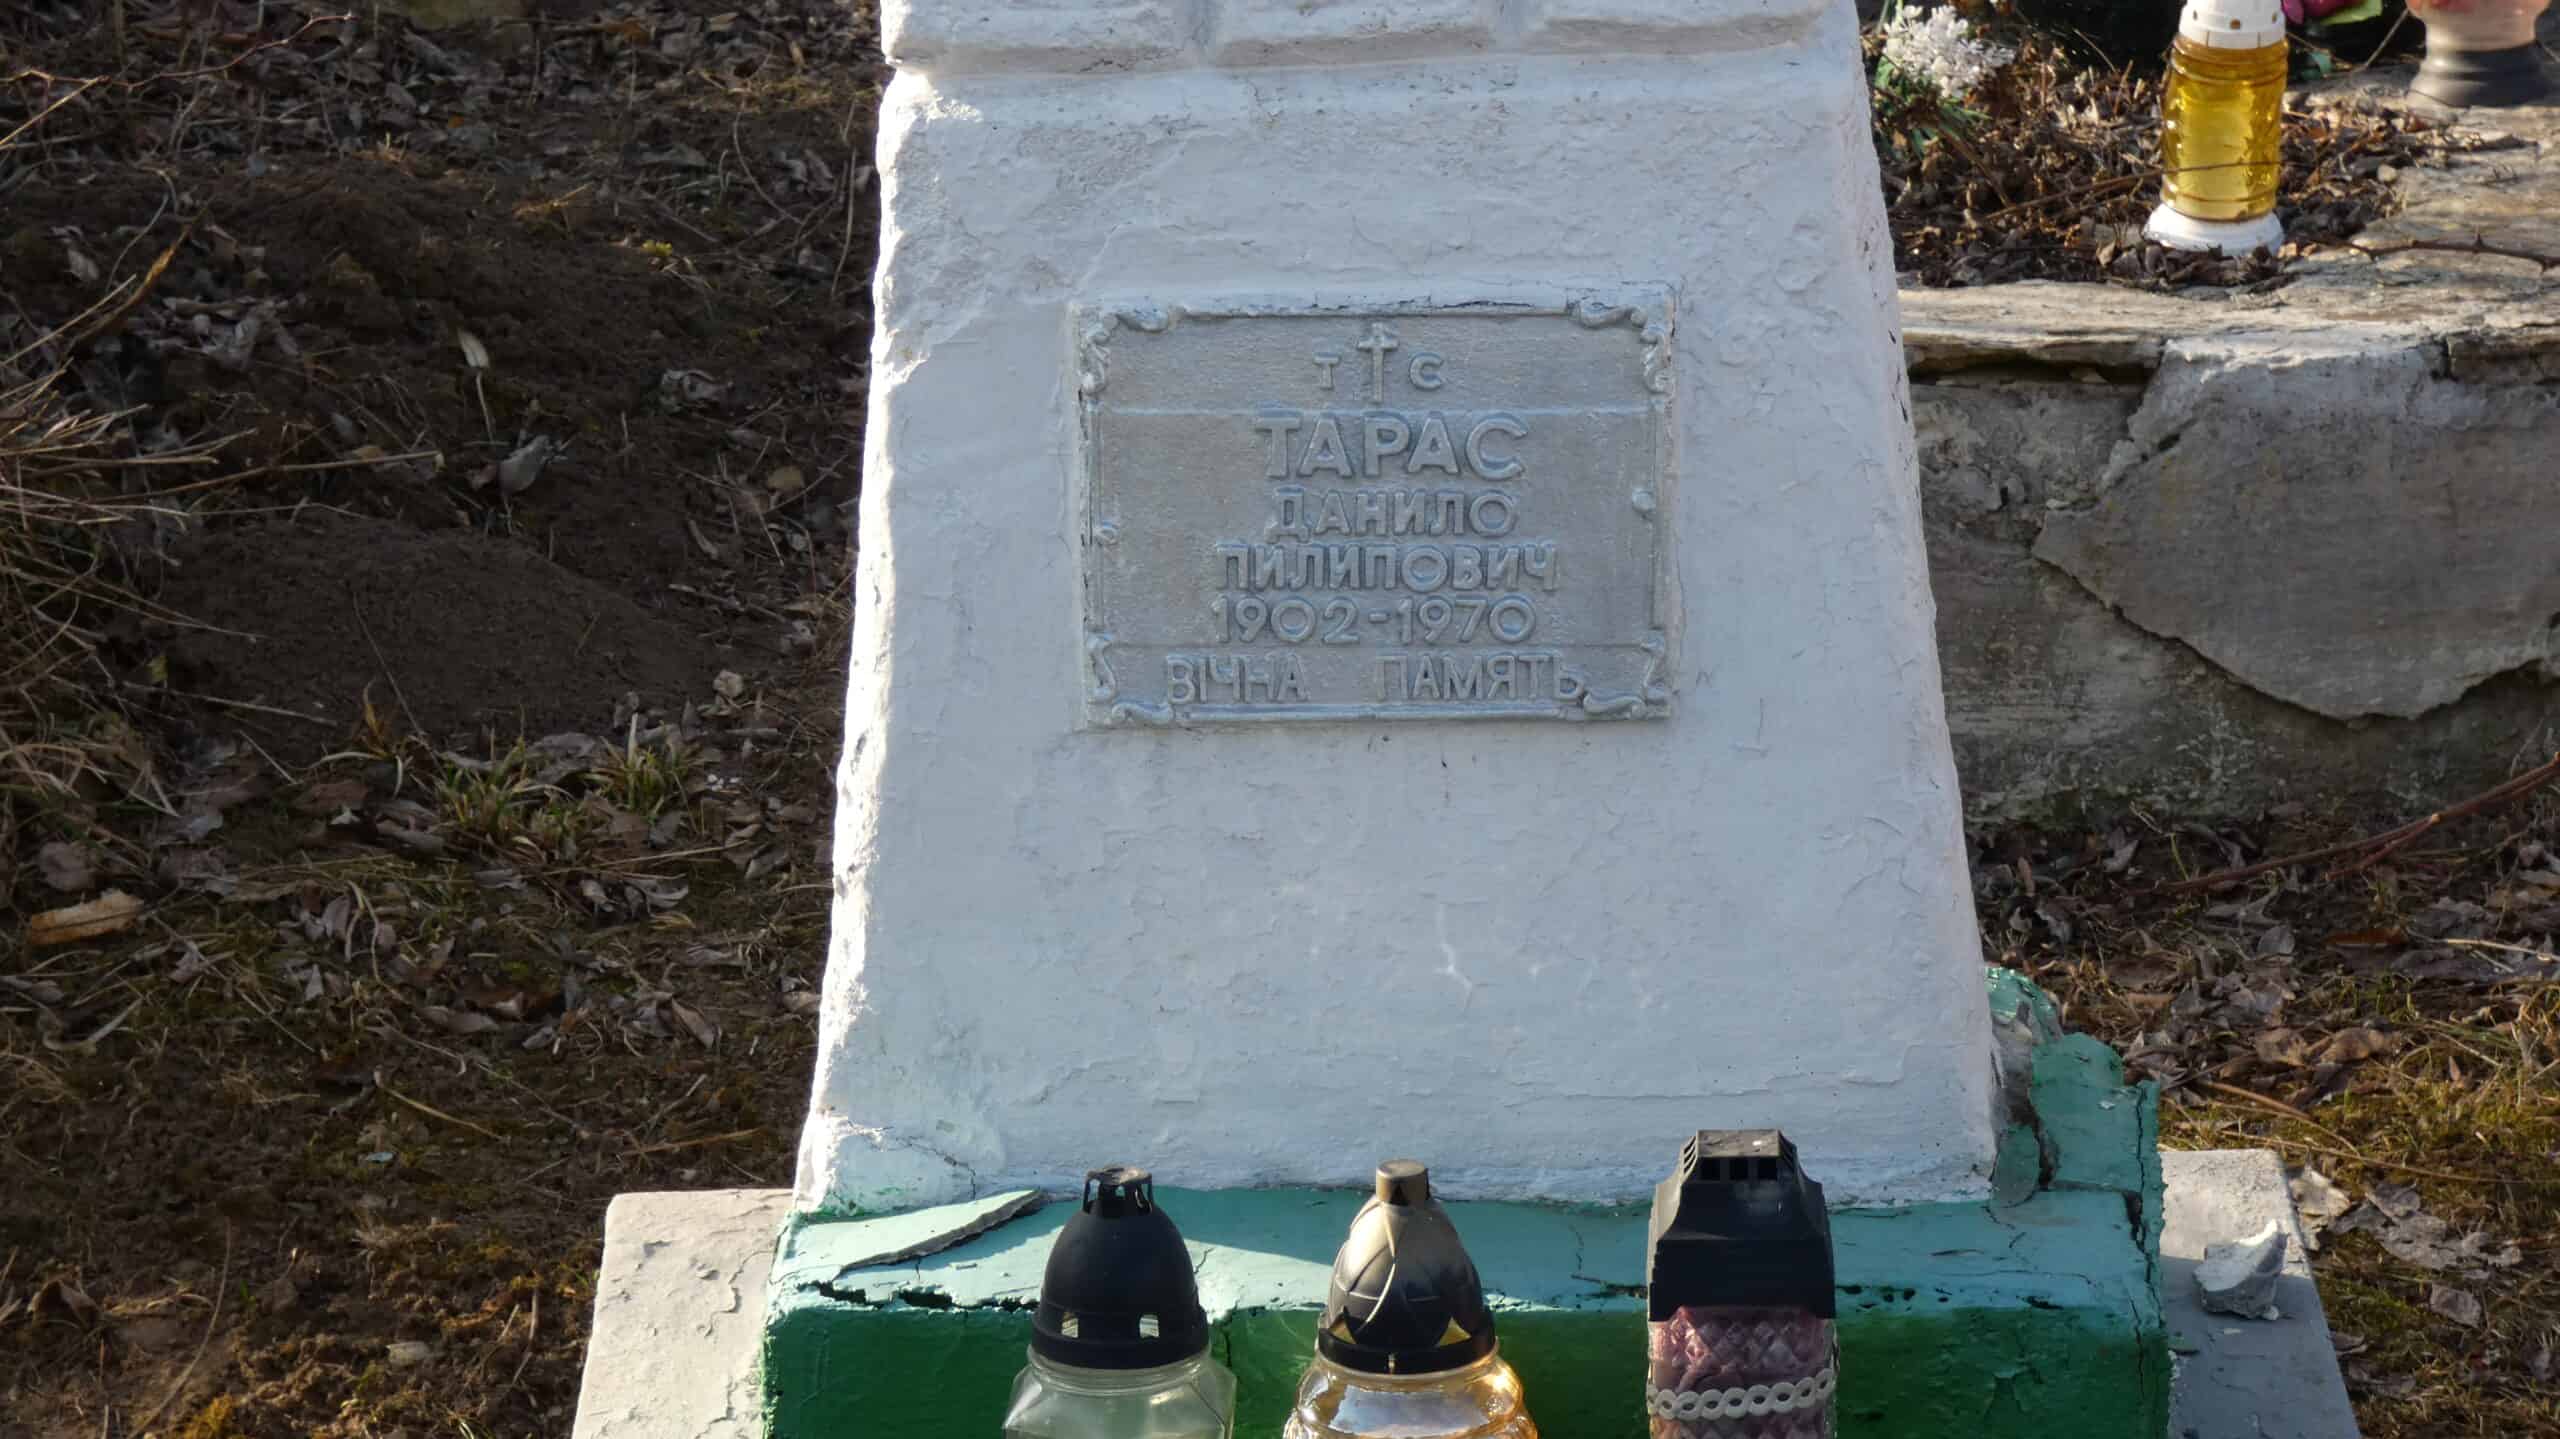 Т С
ТАРАС
ДАНИЛО
ПИЛИПОВИЧ
1902-1970
ВІЧНА ПАМЯТЬ